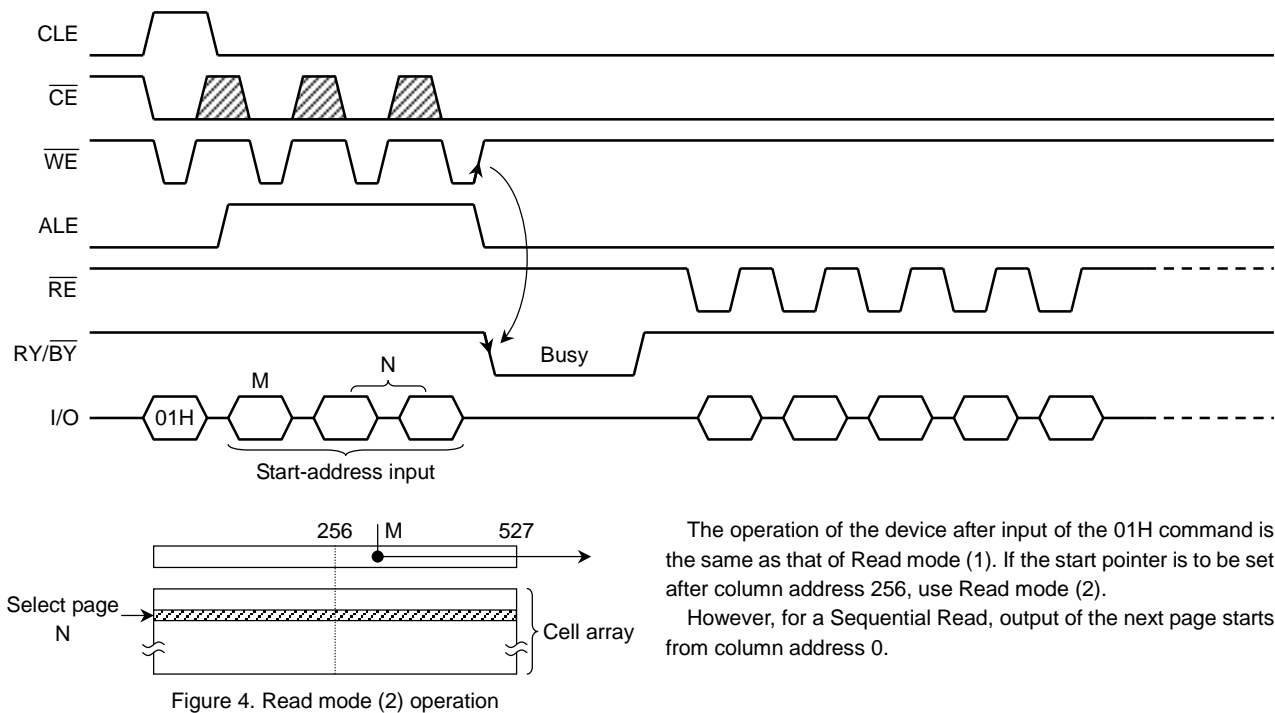 CLE
CE
WE
ALE
RE
RY/BY
Busy
M
N
I/O
01H
Start-address input
256
M
527
Select page
N
Cell array
Figure 4. Read mode (2) operation
The operation of the device after input of the 01H command is
the same as that of Read mode (1). If the start pointer is to be set
after column address 256, use Read mode (2).
However, for a Sequential Read, output of the next page starts
from column address 0.